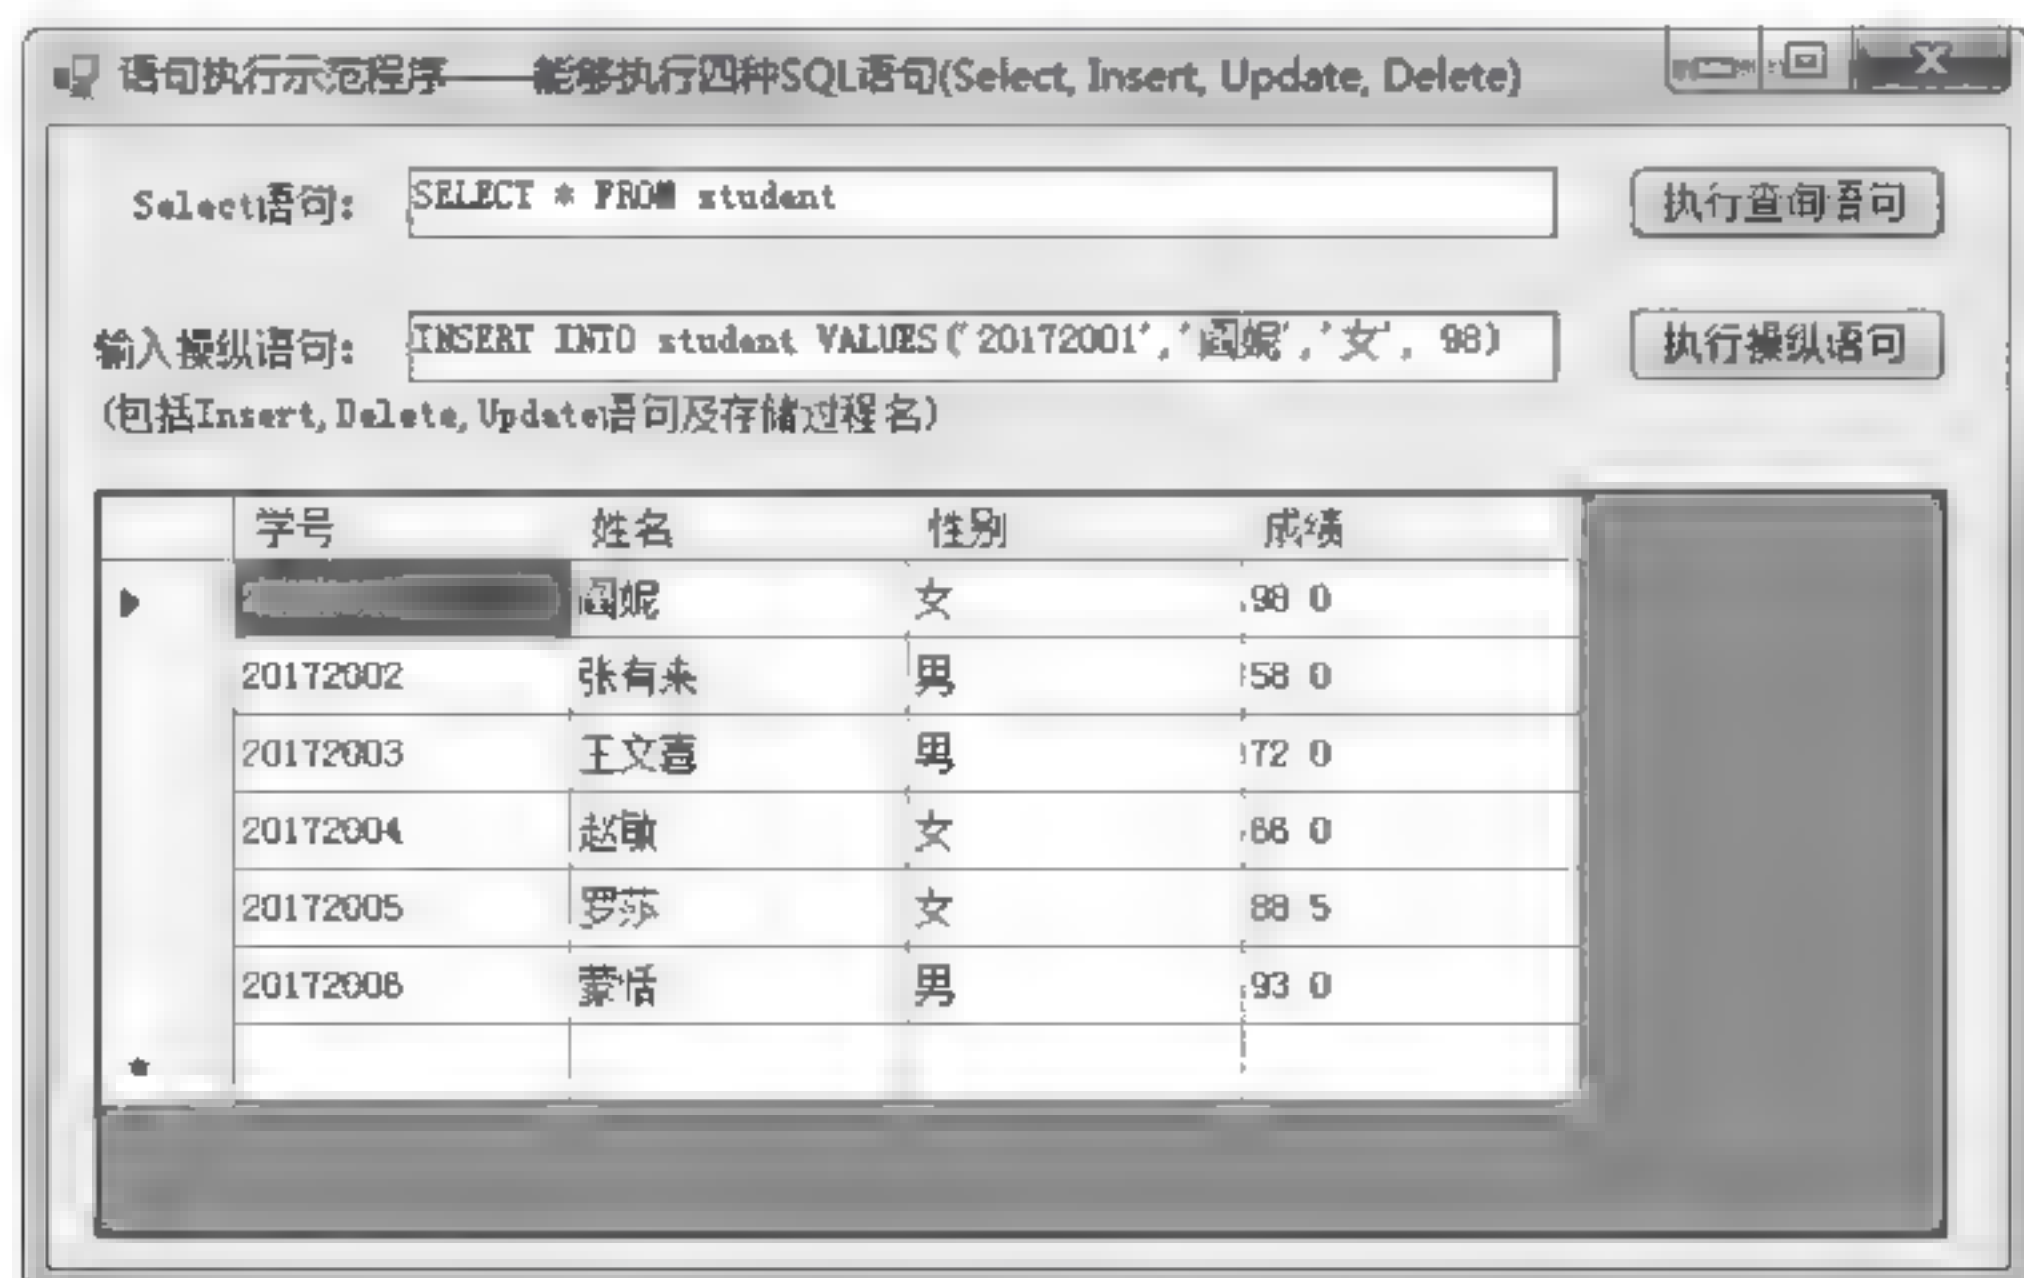 语句执行示范程序——能够执行四种SQL语句(Select, Insert, Update, Delete)
Select语句: SELECT * FROM student 执行查询语句
输入操纵语句: INSERT INTO student VALUES('20172001','阎妮','女', 98) 执行操纵语句
(包括Insert,Delete,Update语句及存储过程名)
学号 姓名 性别 成绩
阎妮 女 98 0
20172002 张有来 男 58 0
20172003 王文喜 男 72 0
20172004 赵敏 女 66 0
20172005 罗莎 女 88 5
20172006 蒙恬 男 93 0
*